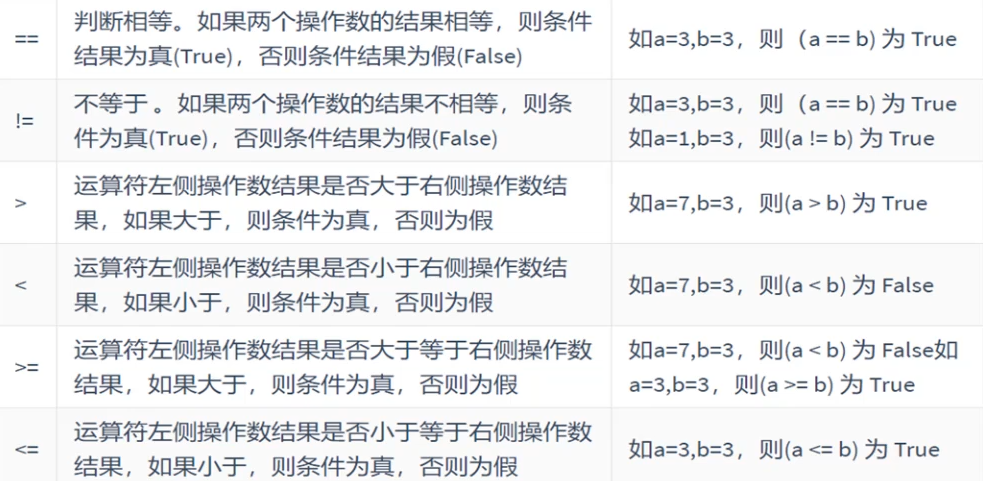 ==
判断相等。如果两个操作数的结果相等，则条件
结果为真(True)，否则条件结果为假(False)
如a=3,b=3，则（a == b) 为 True
!=
不等于 。如果两个操作数的结果不相等，则条
件为真(True)，否则条件结果为假(False)
如a=3,b=3，则（a == b) 为 True
如a=1,b=3，则(a != b) 为 True
>
运算符左侧操作数结果是否大于右侧操作数结
果，如果大于，则条件为真，否则为假
如a=7,b=3，则(a > b) 为 True
<
运算符左侧操作数结果是否小于右侧操作数结
果，如果小于，则条件为真，否则为假
如a=7,b=3，则(a < b) 为 False
>=
运算符左侧操作数结果是否大于等于右侧操作数
结果，如果大于，则条件为真，否则为假
如a=7,b=3，则(a < b) 为 False如
a=3,b=3，则(a >= b) 为 True
<=
运算符左侧操作数结果是否小于等于右侧操作数
结果，如果小于，则条件为真，否则为假
如a=3,b=3，则(a <= b) 为 True